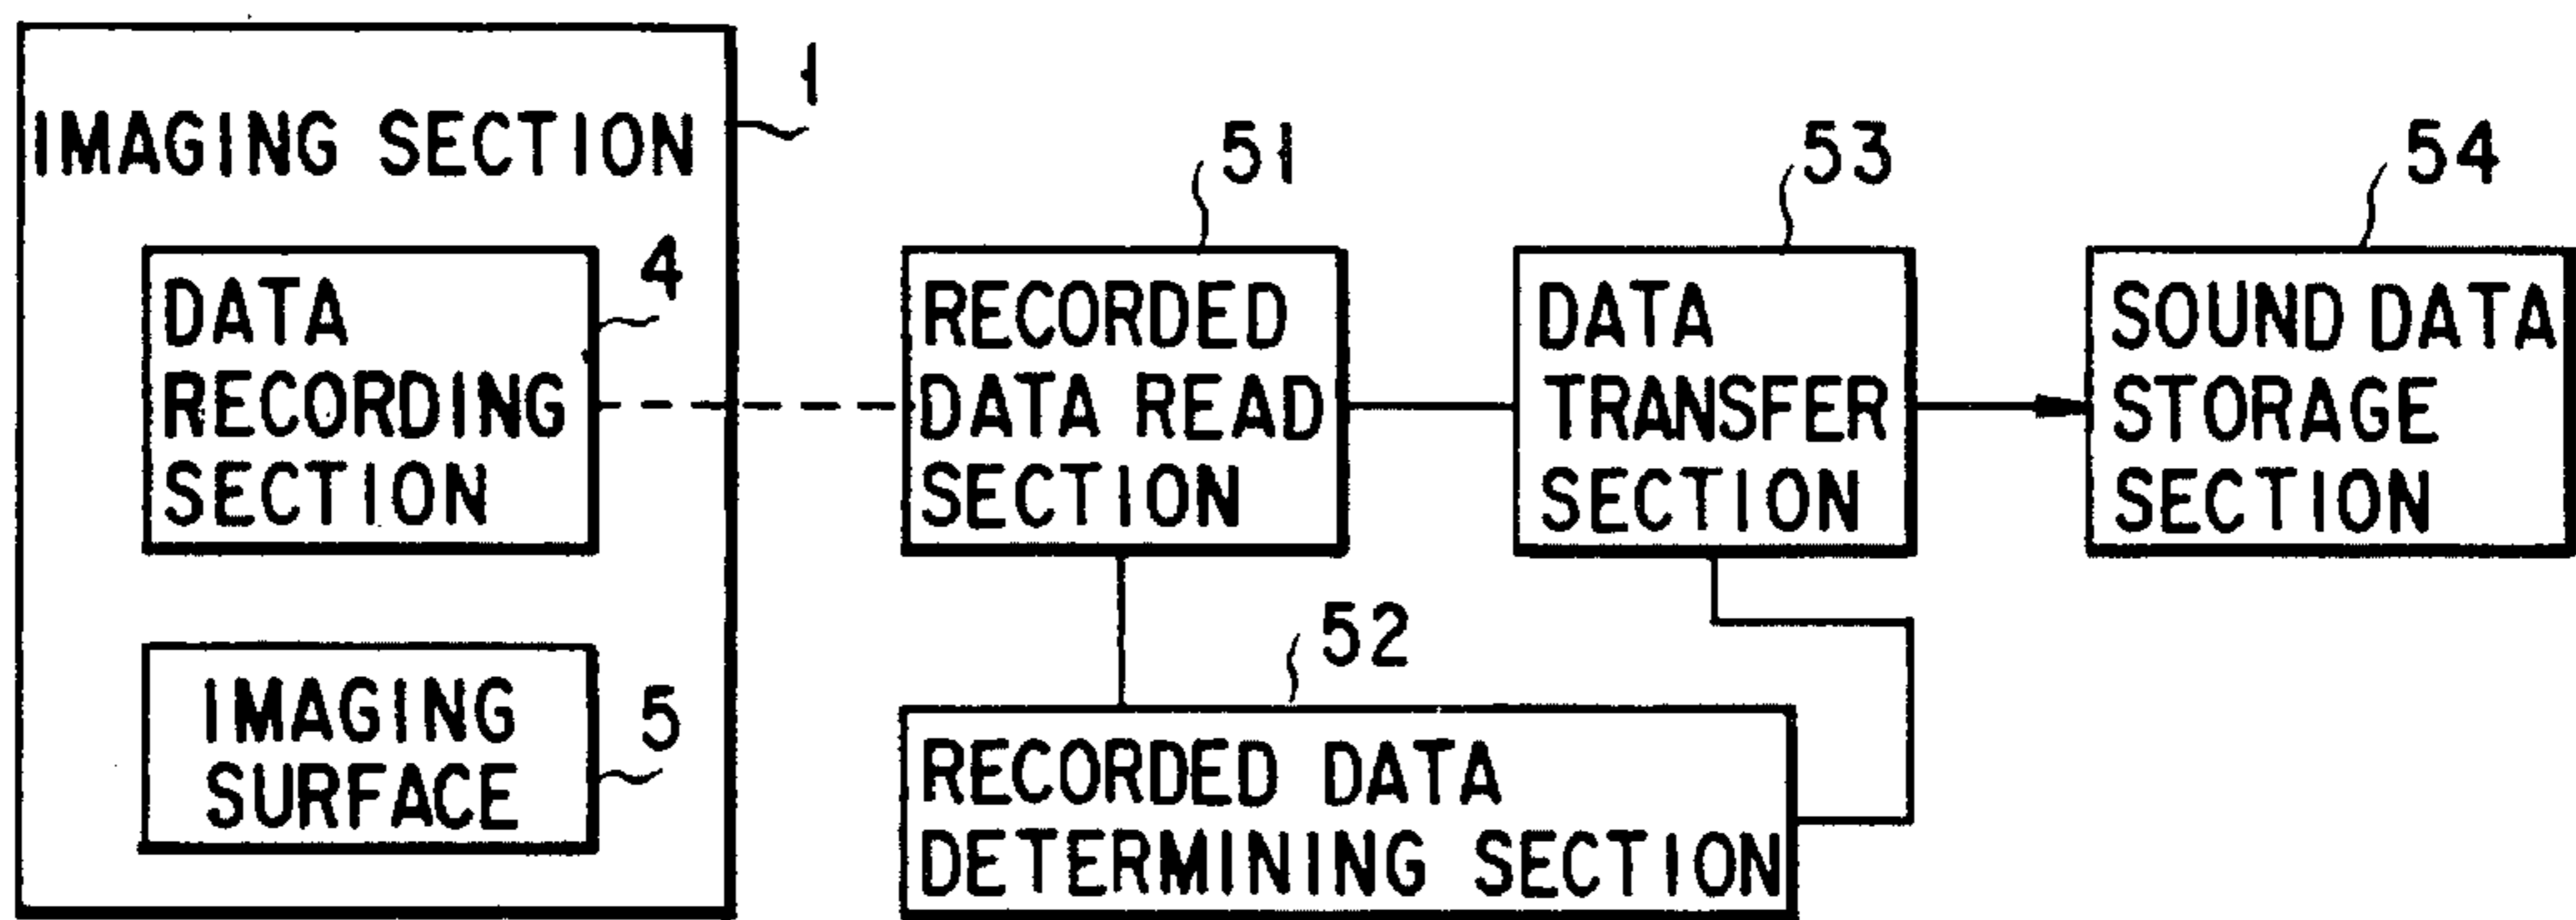 1
IMAGING SECTION
4
DATA
RECORDING
SECTION
5
IMAGING
SURFACE
51
RECORDED
DATA READ
SECTION
53
DATA
TRANSFER
SECTION
54
SOUND DATA
STORAGE
SECTION
52
RECORDED DATA
DETERMINING SECTION